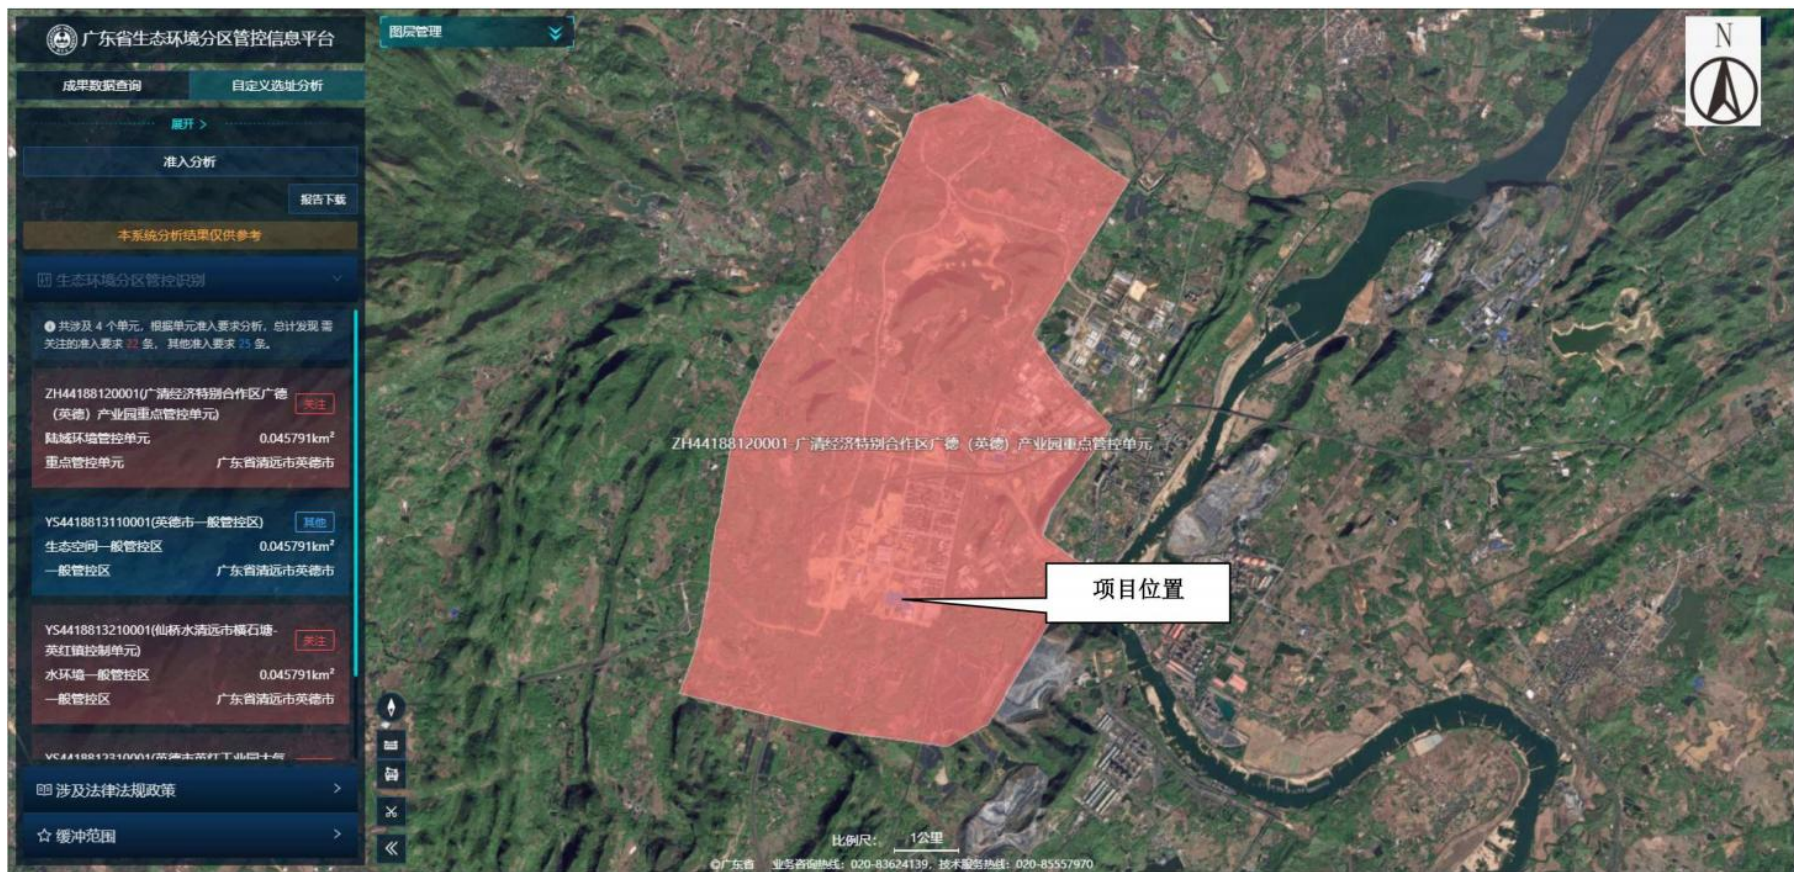 广东省生态环境分区管控信息平台
成果数据查询
自定义选址分析
展开 >
准入分析
报告下载
本系统分析结果仅供参考
生态环境分区管控识别
共涉及 4 个单元，根据单元准入要求分析，总计发现 需
关注的准入要求 22 条， 其他准入要求 25 条。
ZH44188120001(广清经济特别合作区广德
（英德）产业园重点管控单元)
关注
陆域环境管控单元
0.045791km²
重点管控单元
广东省清远市英德市
YS4418813110001(英德市一般管控区)
其他
生态空间一般管控区
0.045791km²
一般管控区
广东省清远市英德市
YS4418813210001(仙桥水清远市横石塘-
英红镇控制单元)
关注
水环境一般管控区
0.045791km²
一般管控区
广东省清远市英德市
YS4418812310001(英德市英红工业园大气
涉及法律法规政策
缓冲范围
图层管理
N
ZH44188120001-广清经济特别合作区广德（英德）产业园重点管控单元
项目位置
比例尺： 1公里
©广东省 业务咨询热线：020-83624139，技术服务热线：020-85557970